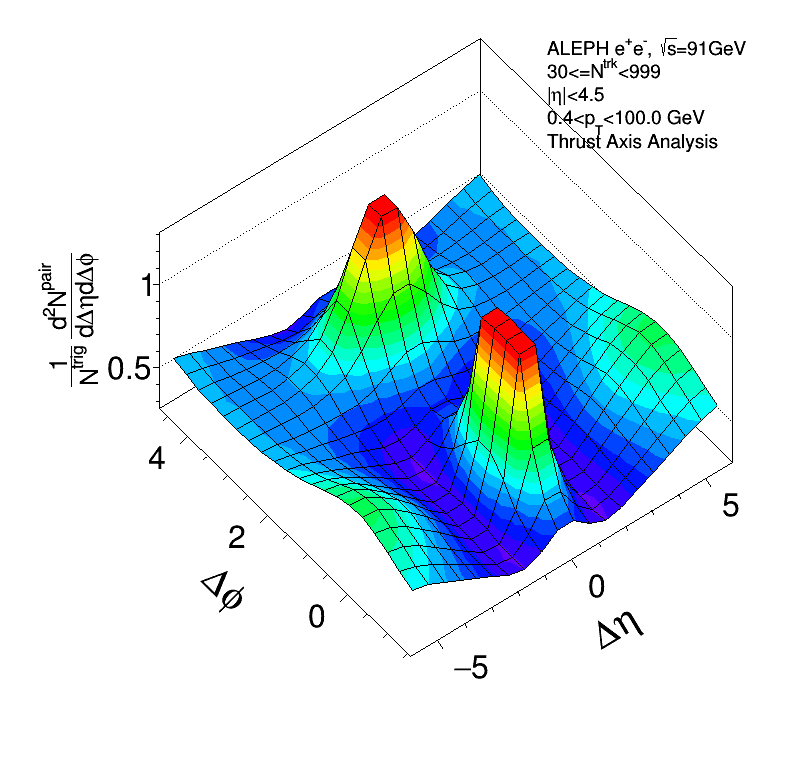 ALEPH e⁺e⁻, √s=91GeV
30<=Nᵗʳᵏ<999
|η|<4.5
0.4<p_T<100.0 GeV
Thrust Axis Analysis
1/N^trig d²N^pair/dΔηdΔϕ
1
0.5
4
2
0
Δϕ
−5
0
5
Δη